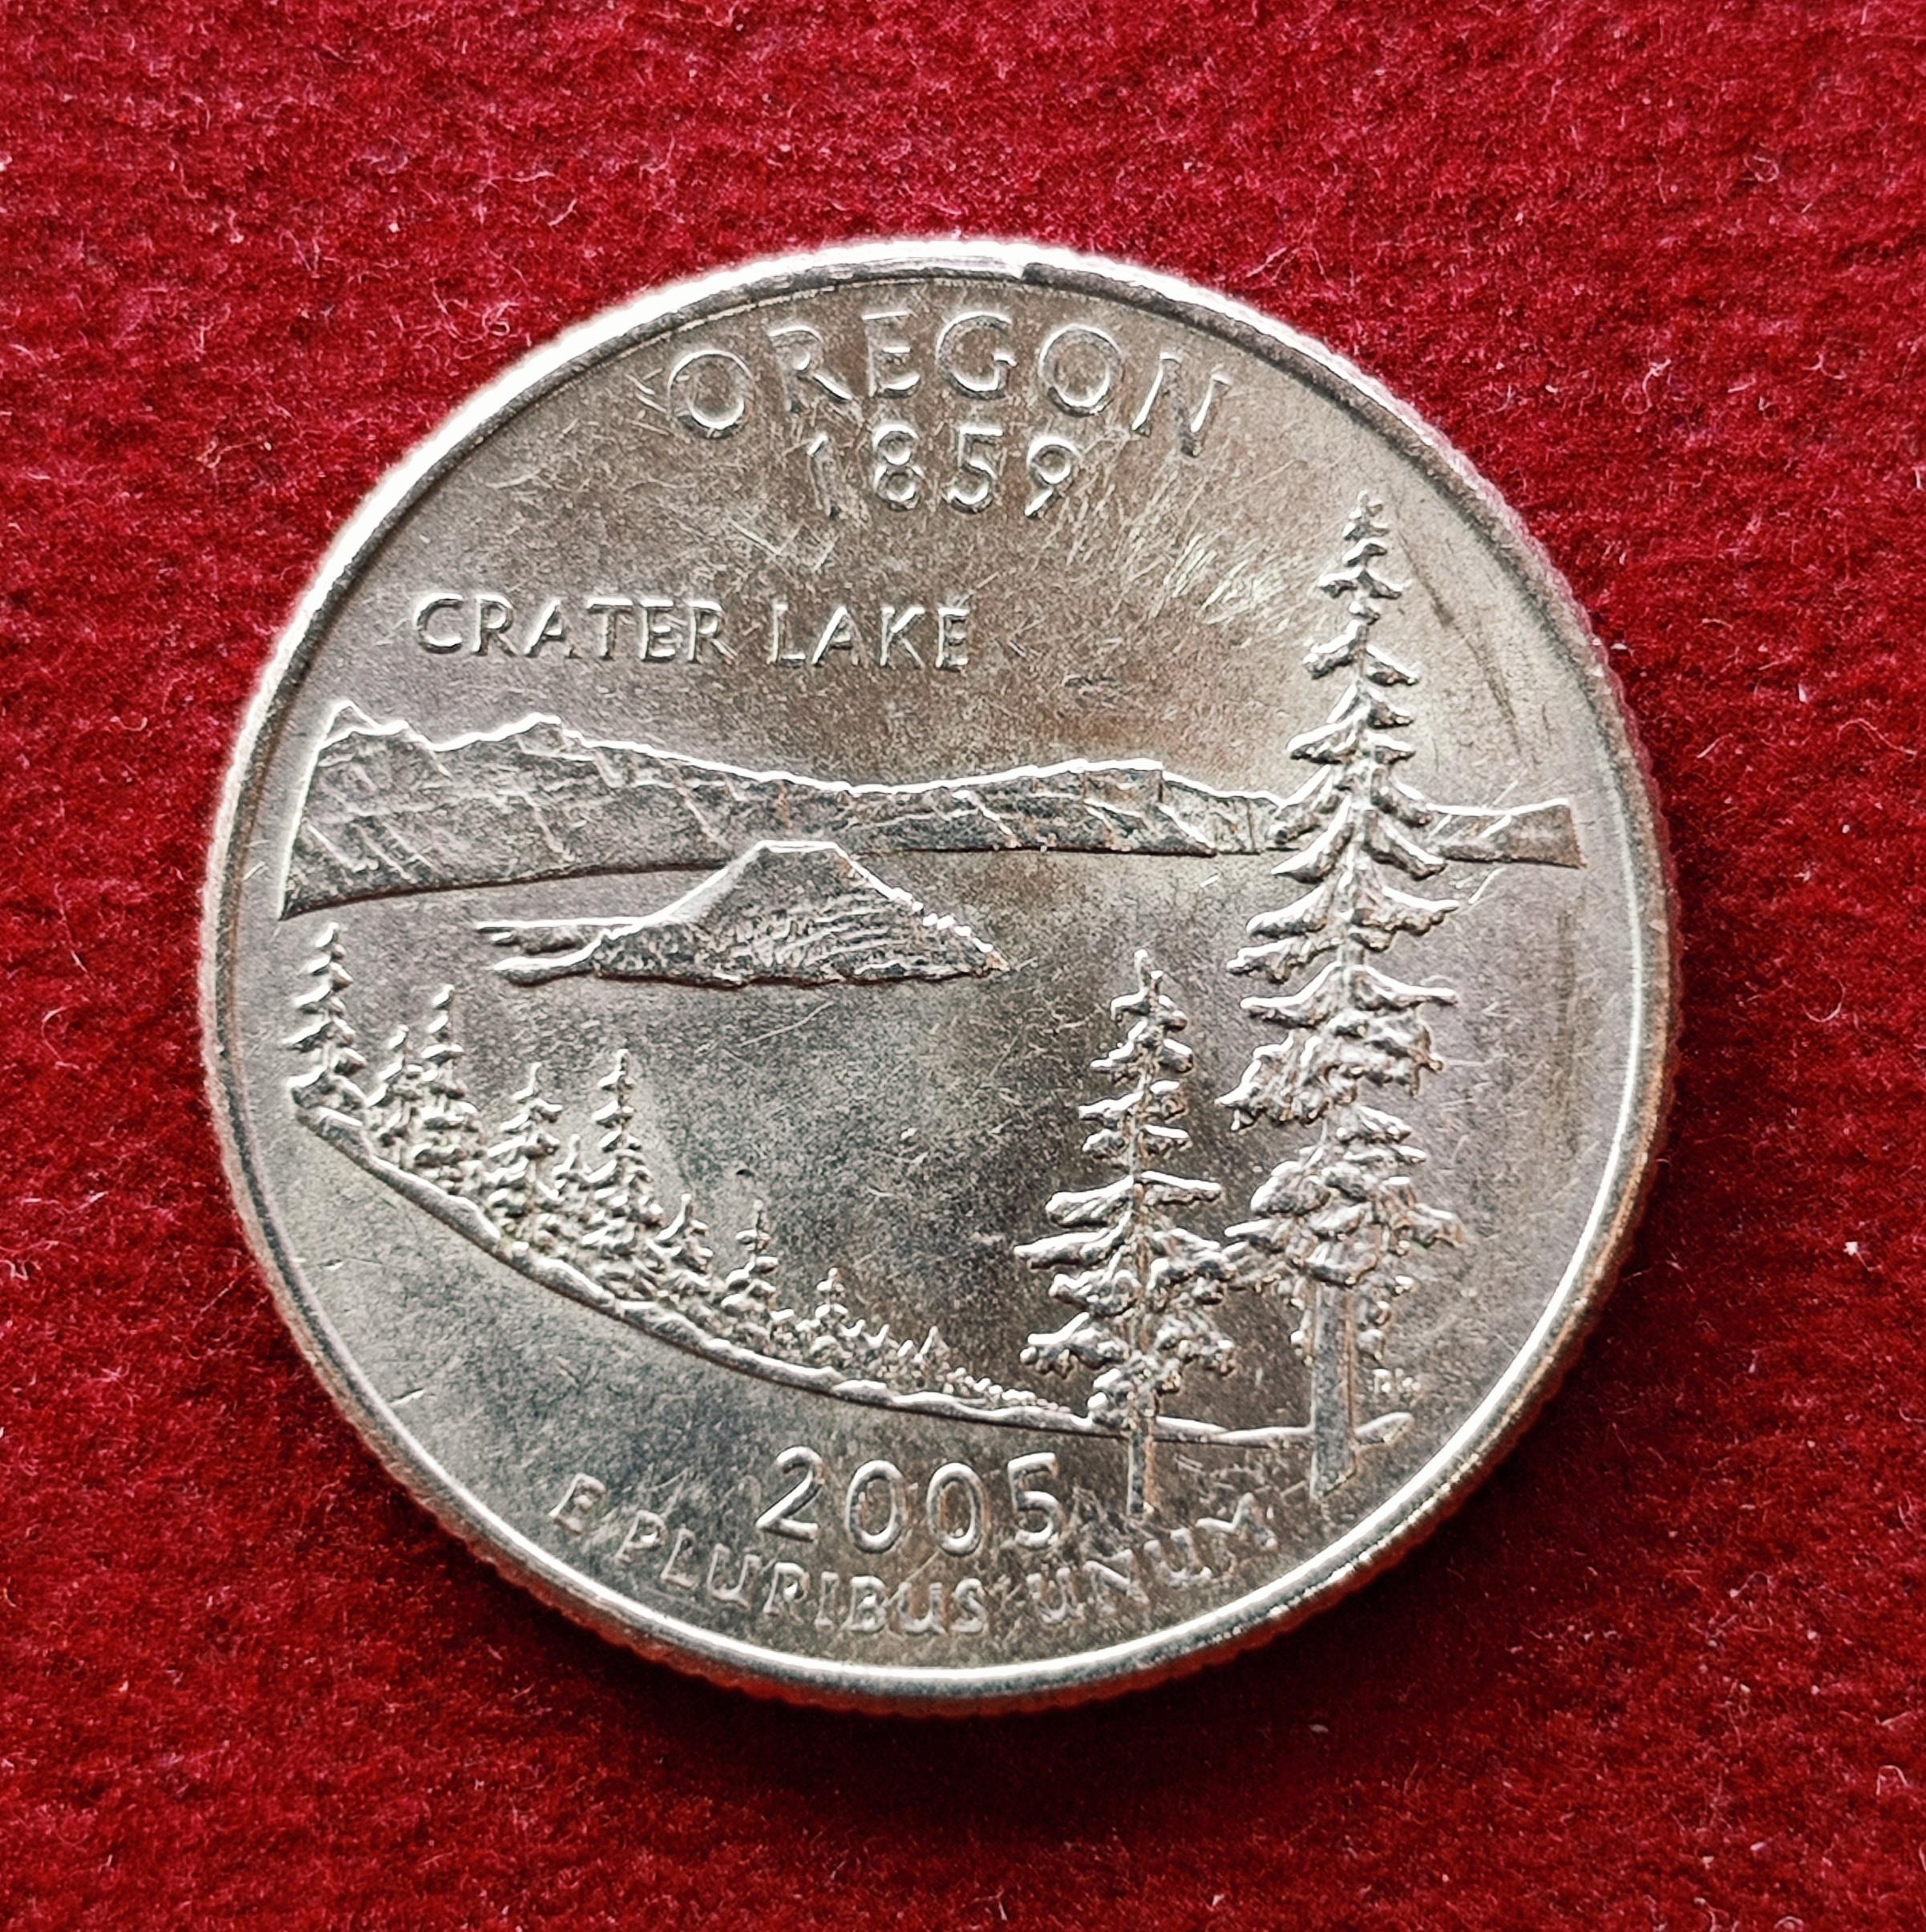 OREGON
1859
CRATER LAKE
2005
E PLURIBUS UNUM